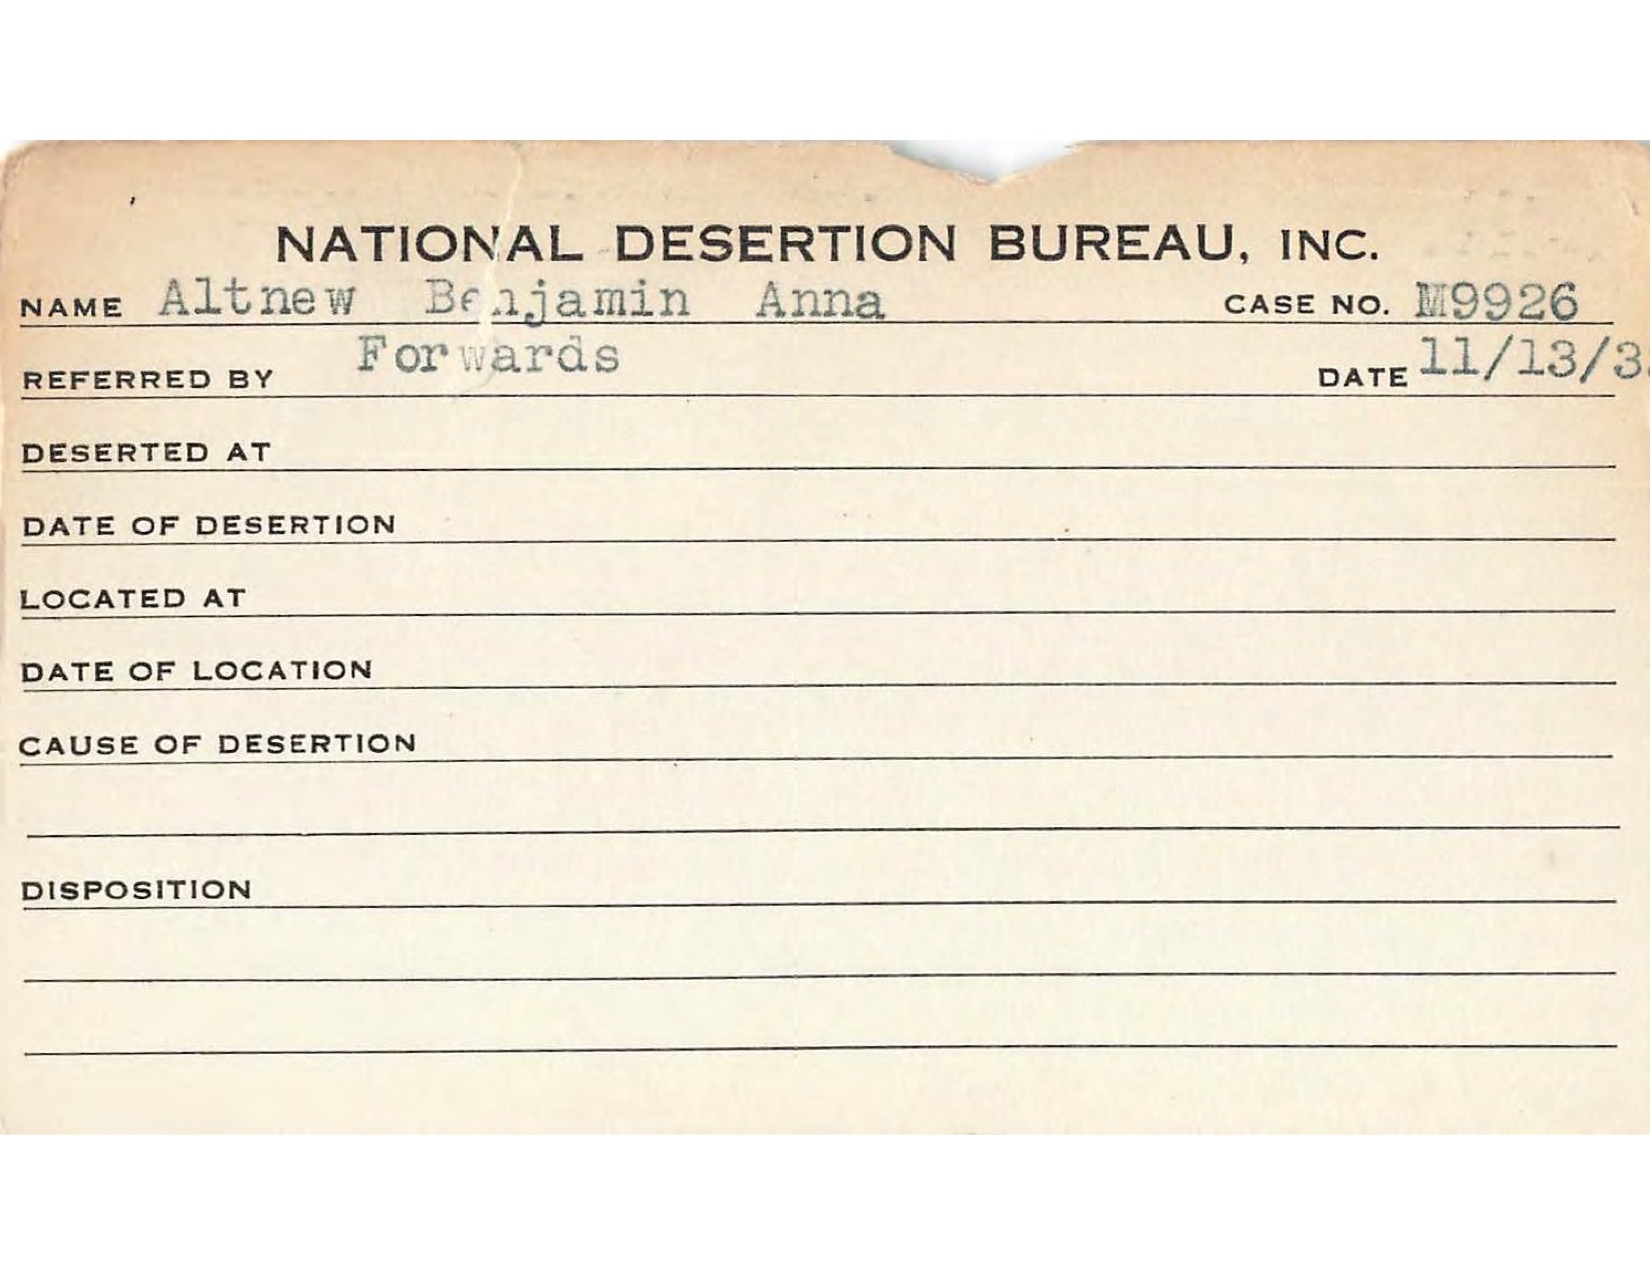 NATIONAL DESERTION BUREAU, INC.
NAME Altnew Benjamin Anna CASE NO. M9926
REFERRED BY Forwards DATE 11/13/3
DESERTED AT
DATE OF DESERTION
LOCATED AT
DATE OF LOCATION
CAUSE OF DESERTION
DISPOSITION